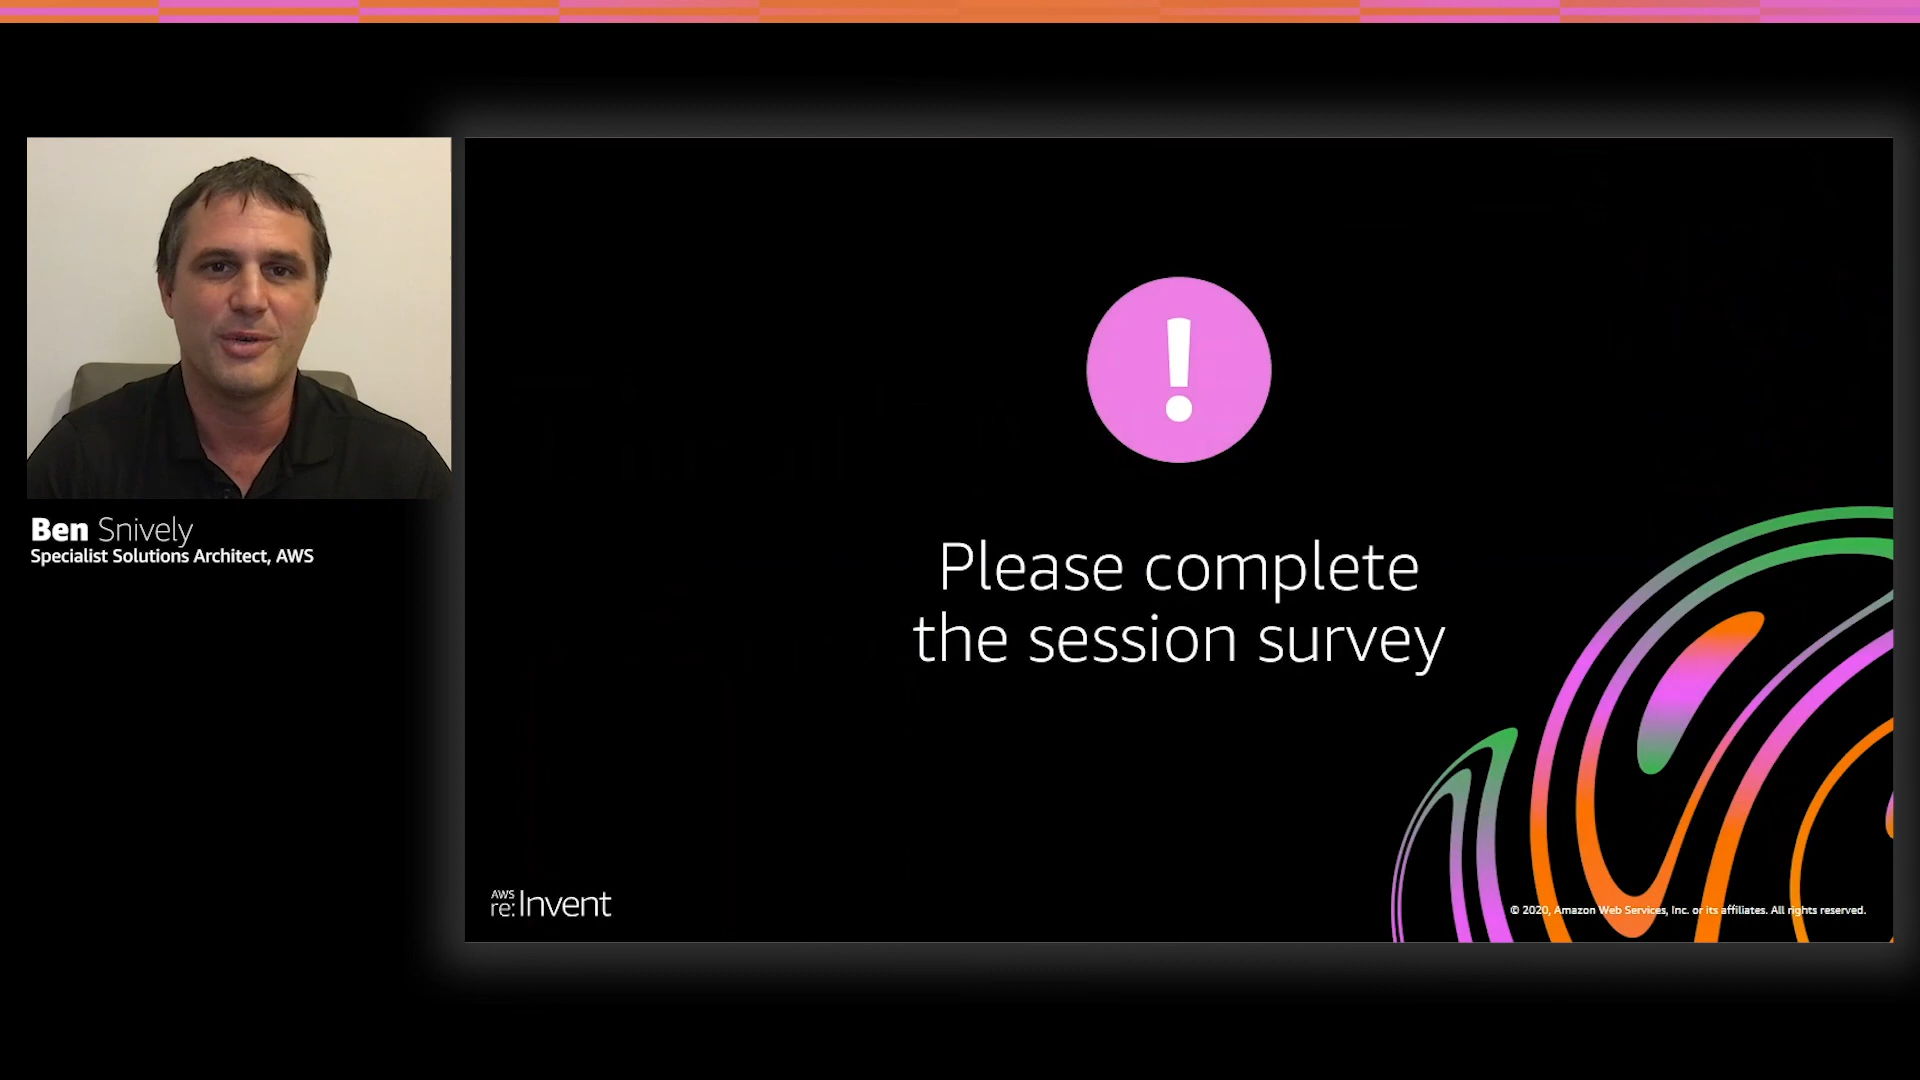 Ben Snively
Specialist Solutions Architect, AWS
!
Please complete
the session survey
AWS
re:Invent
© 2020, Amazon Web Services, Inc. or its affiliates. All rights reserved.